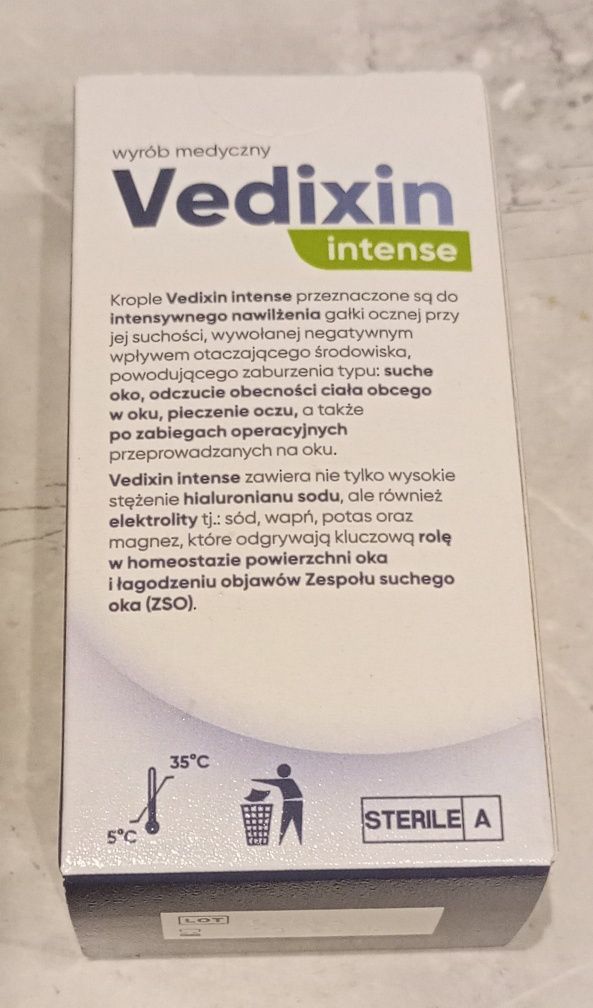 wyrób medyczny
Vedixin
intense
Krople Vedixin intense przeznaczone są do
intensywnego nawilżenia gałki ocznej przy
jej suchości, wywołanej negatywnym
wpływem otaczającego środowiska,
powodującego zaburzenia typu: suche
oko, odczucie obecności ciała obcego
w oku, pieczenie oczu, a także
po zabiegach operacyjnych
przeprowadzanych na oku.
Vedixin intense zawiera nie tylko wysokie
stężenie hialuronianu sodu, ale również
elektrolity tj.: sód, wapń, potas oraz
magnez, które odgrywają kluczową rolę
w homeostazie powierzchni oka
i łagodzeniu objawów Zespołu suchego
oka (ZSO).
35°C
5°C
STERILE A
LOT